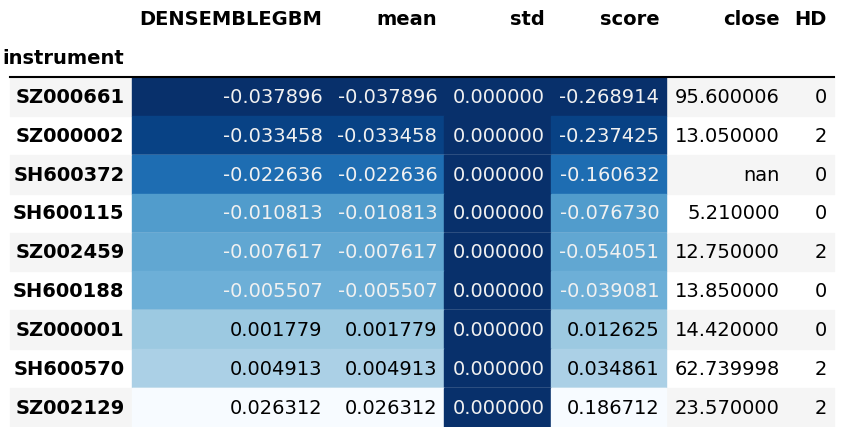 DENSEMBLEGBM mean std score close HD
instrument
SZ000661 -0.037896 -0.037896 0.000000 -0.268914 95.600006 0
SZ000002 -0.033458 -0.033458 0.000000 -0.237425 13.050000 2
SH600372 -0.022636 -0.022636 0.000000 -0.160632 nan 0
SH600115 -0.010813 -0.010813 0.000000 -0.076730 5.210000 0
SZ002459 -0.007617 -0.007617 0.000000 -0.054051 12.750000 2
SH600188 -0.005507 -0.005507 0.000000 -0.039081 13.850000 0
SZ000001 0.001779 0.001779 0.000000 0.012625 14.420000 0
SH600570 0.004913 0.004913 0.000000 0.034861 62.739998 2
SZ002129 0.026312 0.026312 0.000000 0.186712 23.570000 2